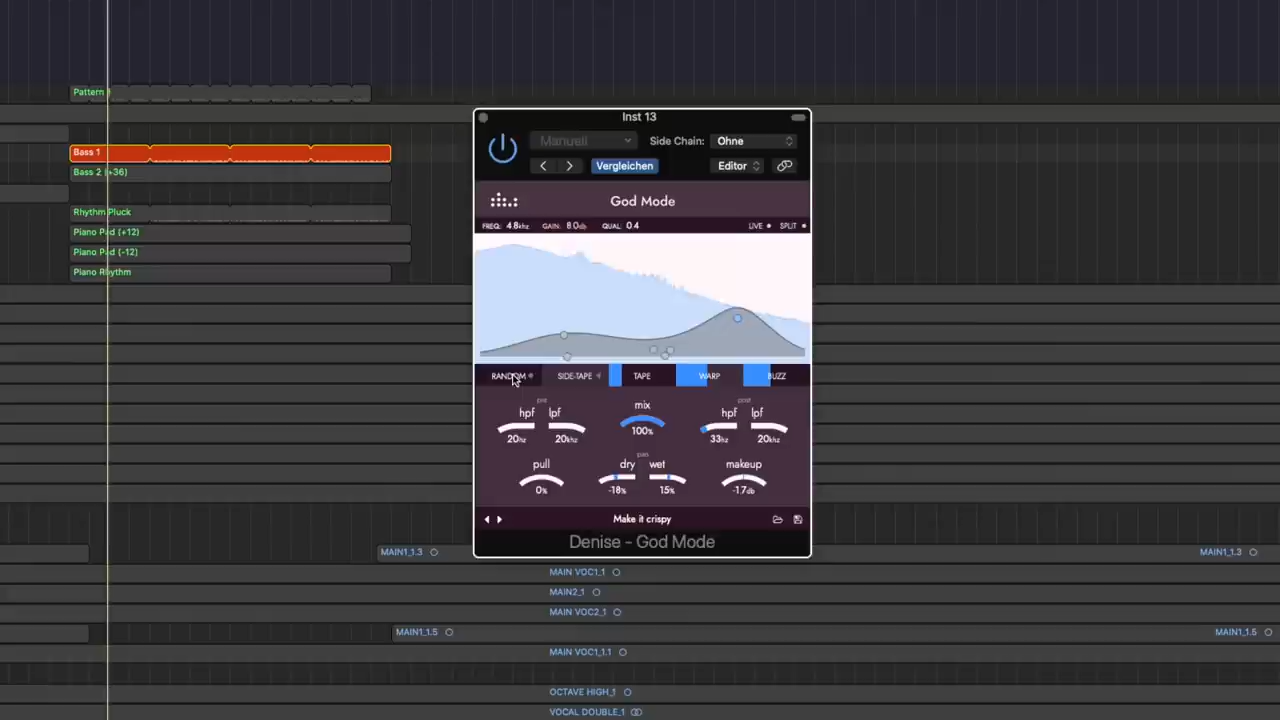 Pattern
Inst 13
Manuell
Side Chain: Ohne
Bass 1
Vergleichen
Editor
Bass 2 (+36)
God Mode
Rhythm Pluck
FREQ: 4.8khz GAIN: 8.0db QUAL: 0.4 LIVE SPLIT
Piano Pad (+12)
Piano Pad (-12)
Piano Rhythm
RANDOM SIDE-TAPE TAPE WARP BUZZ
pre post
mix
hpf lpf hpf lpf
20hz 20khz 100% 33hz 20khz
pan
pull dry wet makeup
0% -18% 15% -1.7db
Make it crispy
Denise - God Mode
MAIN1_1.3 MAIN1_1.3
MAIN VOC1_1
MAIN2_1
MAIN VOC2_1
MAIN1_1.5 MAIN1_1.5
MAIN VOC1_1.1
OCTAVE HIGH_1
VOCAL DOUBLE_1